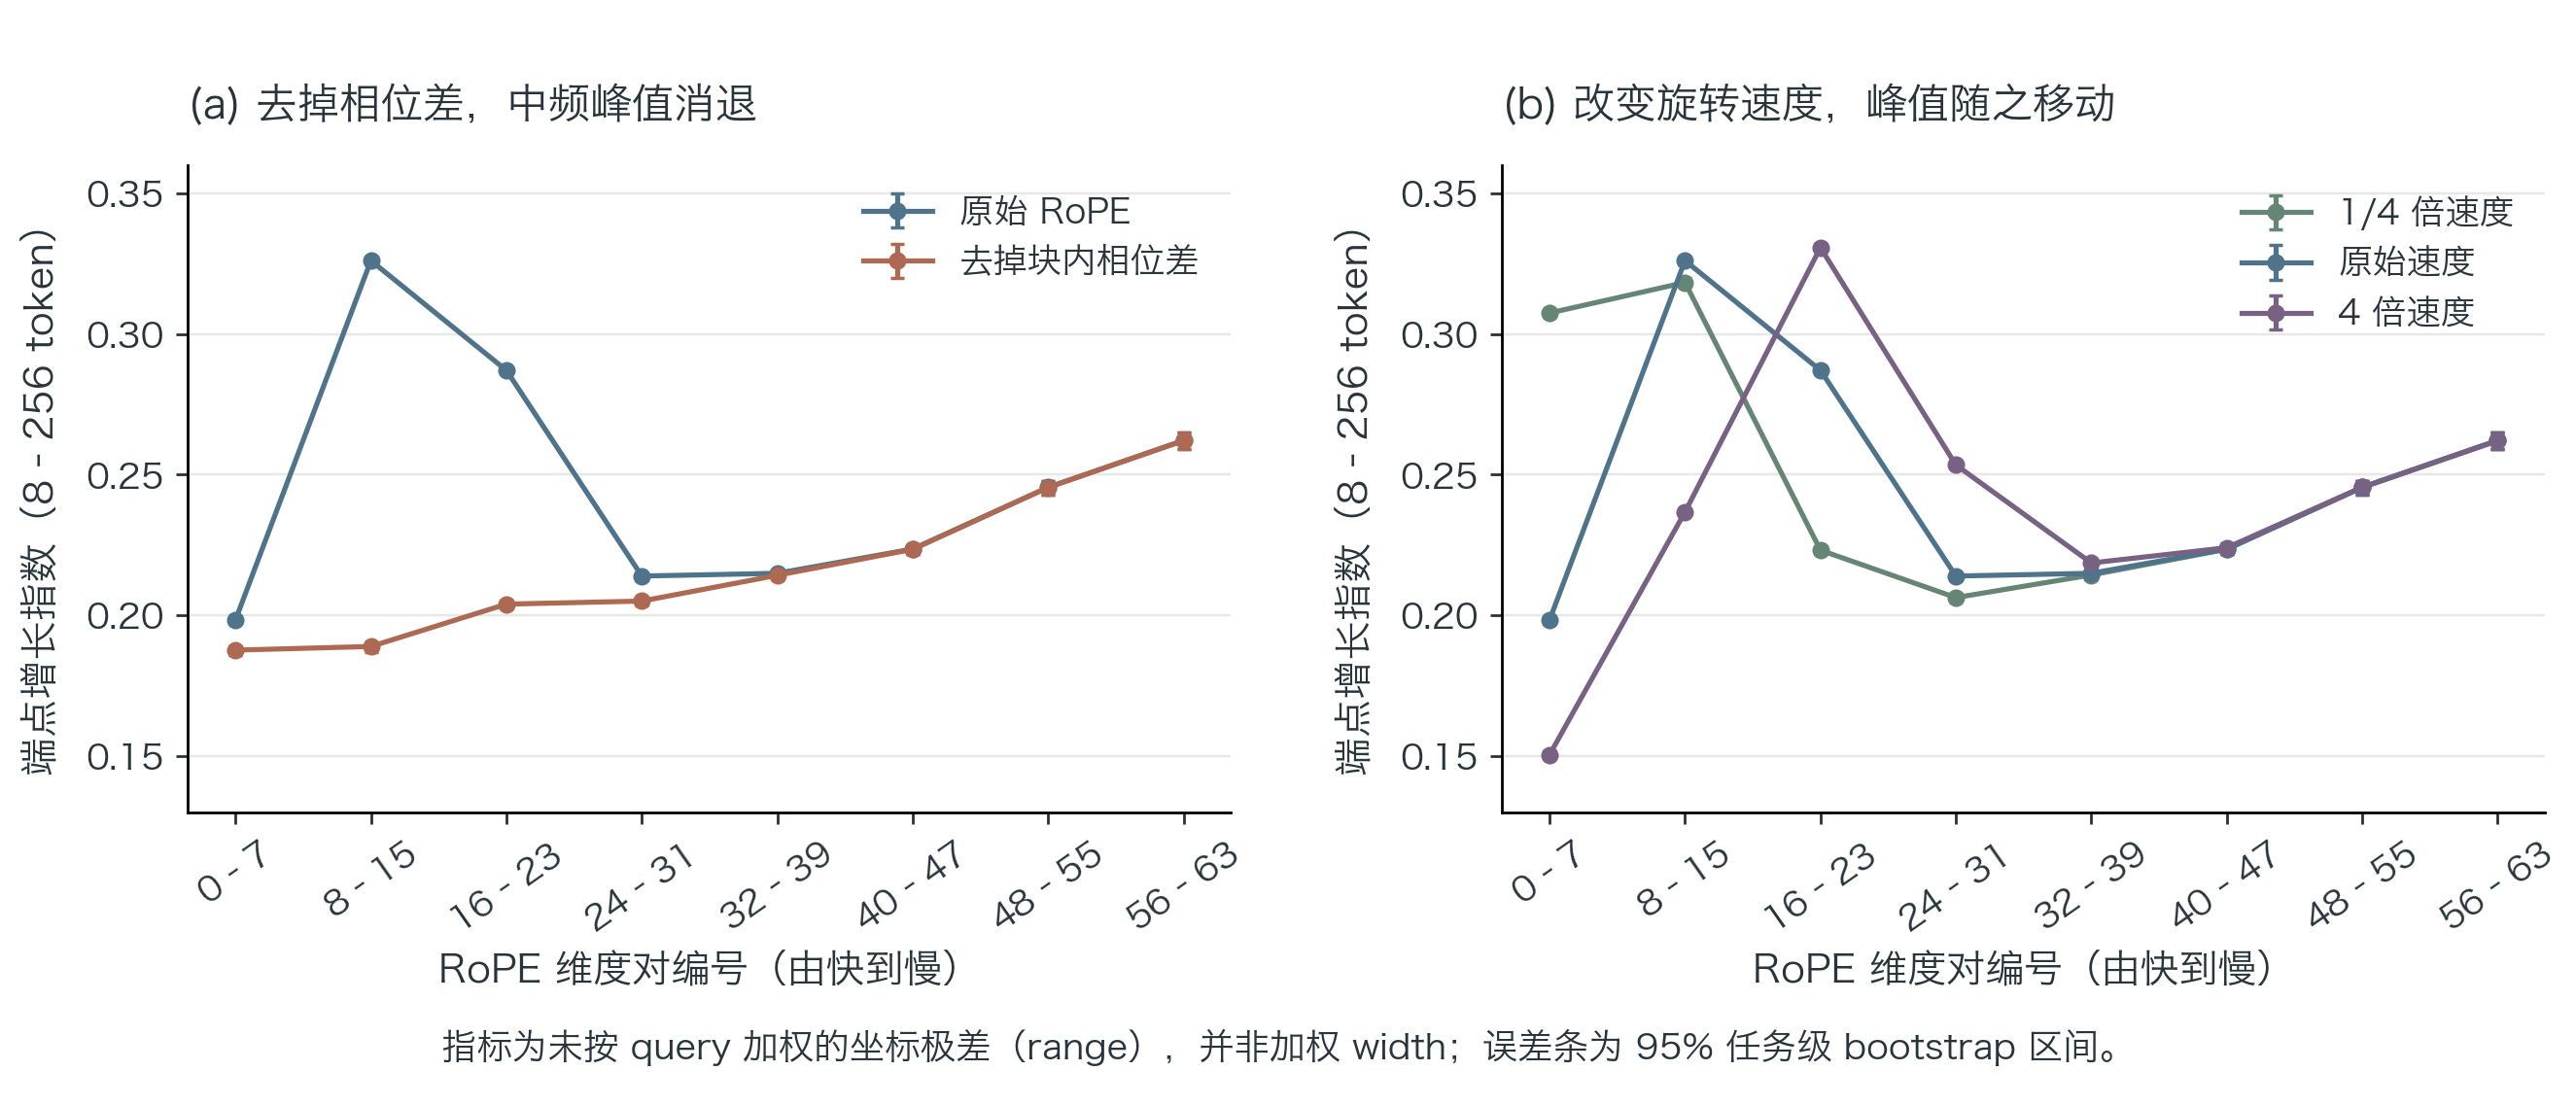 (a) 去掉相位差，中频峰值消退
端点增长指数（8 - 256 token）
0.35
0.30
0.25
0.20
0.15
原始 RoPE
去掉块内相位差
0 - 7
8 - 15
16 - 23
24 - 31
32 - 39
40 - 47
48 - 55
56 - 63
RoPE 维度对编号（由快到慢）
(b) 改变旋转速度，峰值随之移动
端点增长指数（8 - 256 token）
0.35
0.30
0.25
0.20
0.15
1/4 倍速度
原始速度
4 倍速度
0 - 7
8 - 15
16 - 23
24 - 31
32 - 39
40 - 47
48 - 55
56 - 63
RoPE 维度对编号（由快到慢）
指标为未按 query 加权的坐标极差（range），并非加权 width；误差条为 95% 任务级 bootstrap 区间。